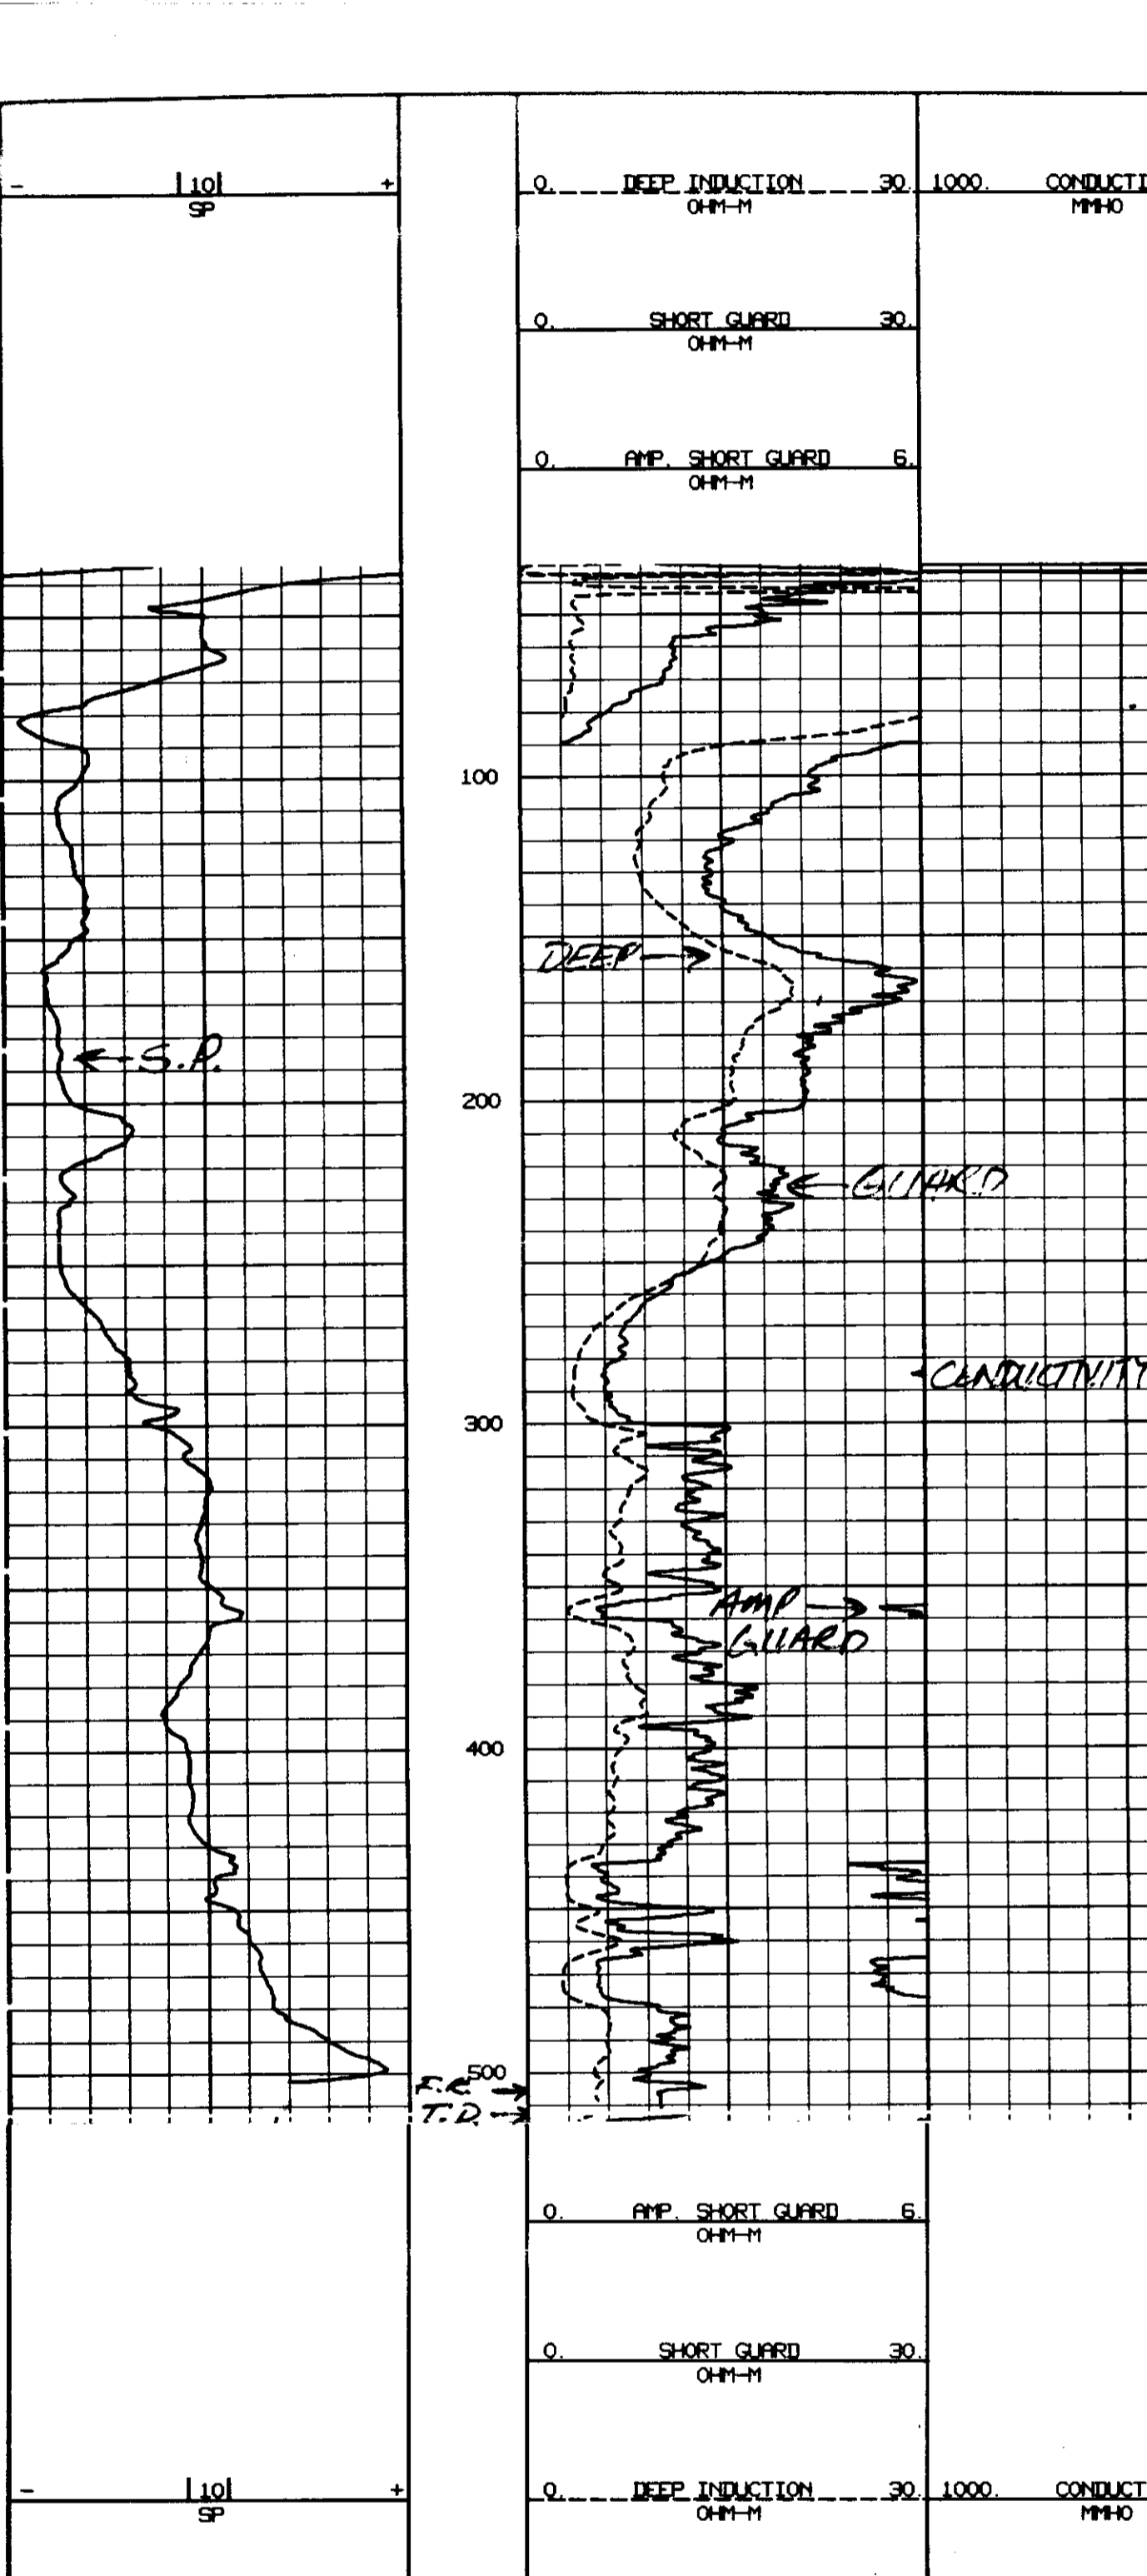 - |10| +
SP
0. DEEP INDUCTION 30. 1000. CONDUCTI
OHM-M MMHO
0. SHORT GUARD 30.
OHM-M
0. AMP. SHORT GUARD 6.
OHM-M
100
DEEP
S.P.
200
GUARD
CONDUCTIVITY
300
AMP
GUARD
400
500
F.R.
T.D.
0. AMP. SHORT GUARD 6.
OHM-M
0. SHORT GUARD 30.
OHM-M
- |10| +
SP
0. DEEP INDUCTION 30. 1000. CONDUCT
OHM-M MMHO